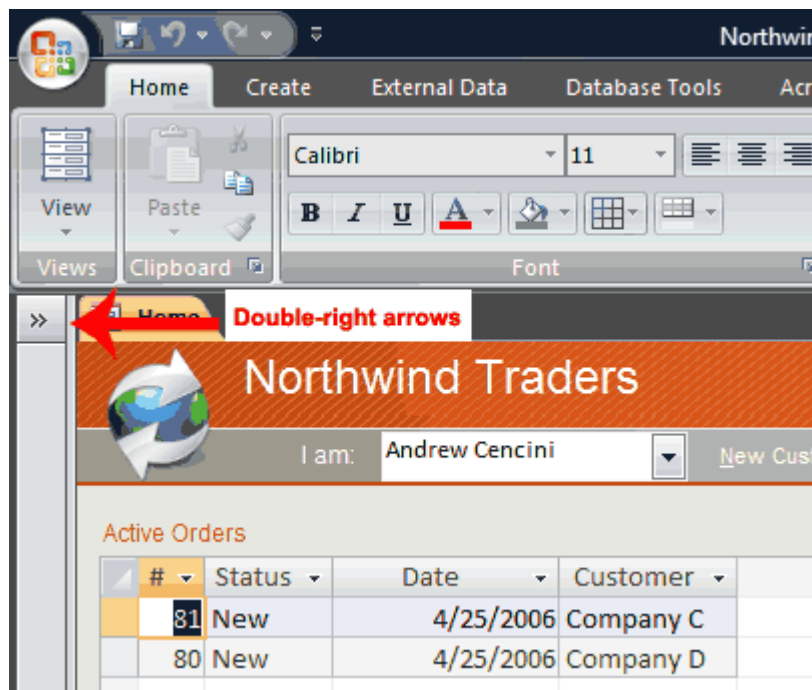 Northwin
Home Create External Data Database Tools Acr
Calibri 11
View Paste B I U A
Views Clipboard Font
» Home Double-right arrows
Northwind Traders
I am: Andrew Cencini New Cust
Active Orders
# Status Date Customer
81 New 4/25/2006 Company C
80 New 4/25/2006 Company D